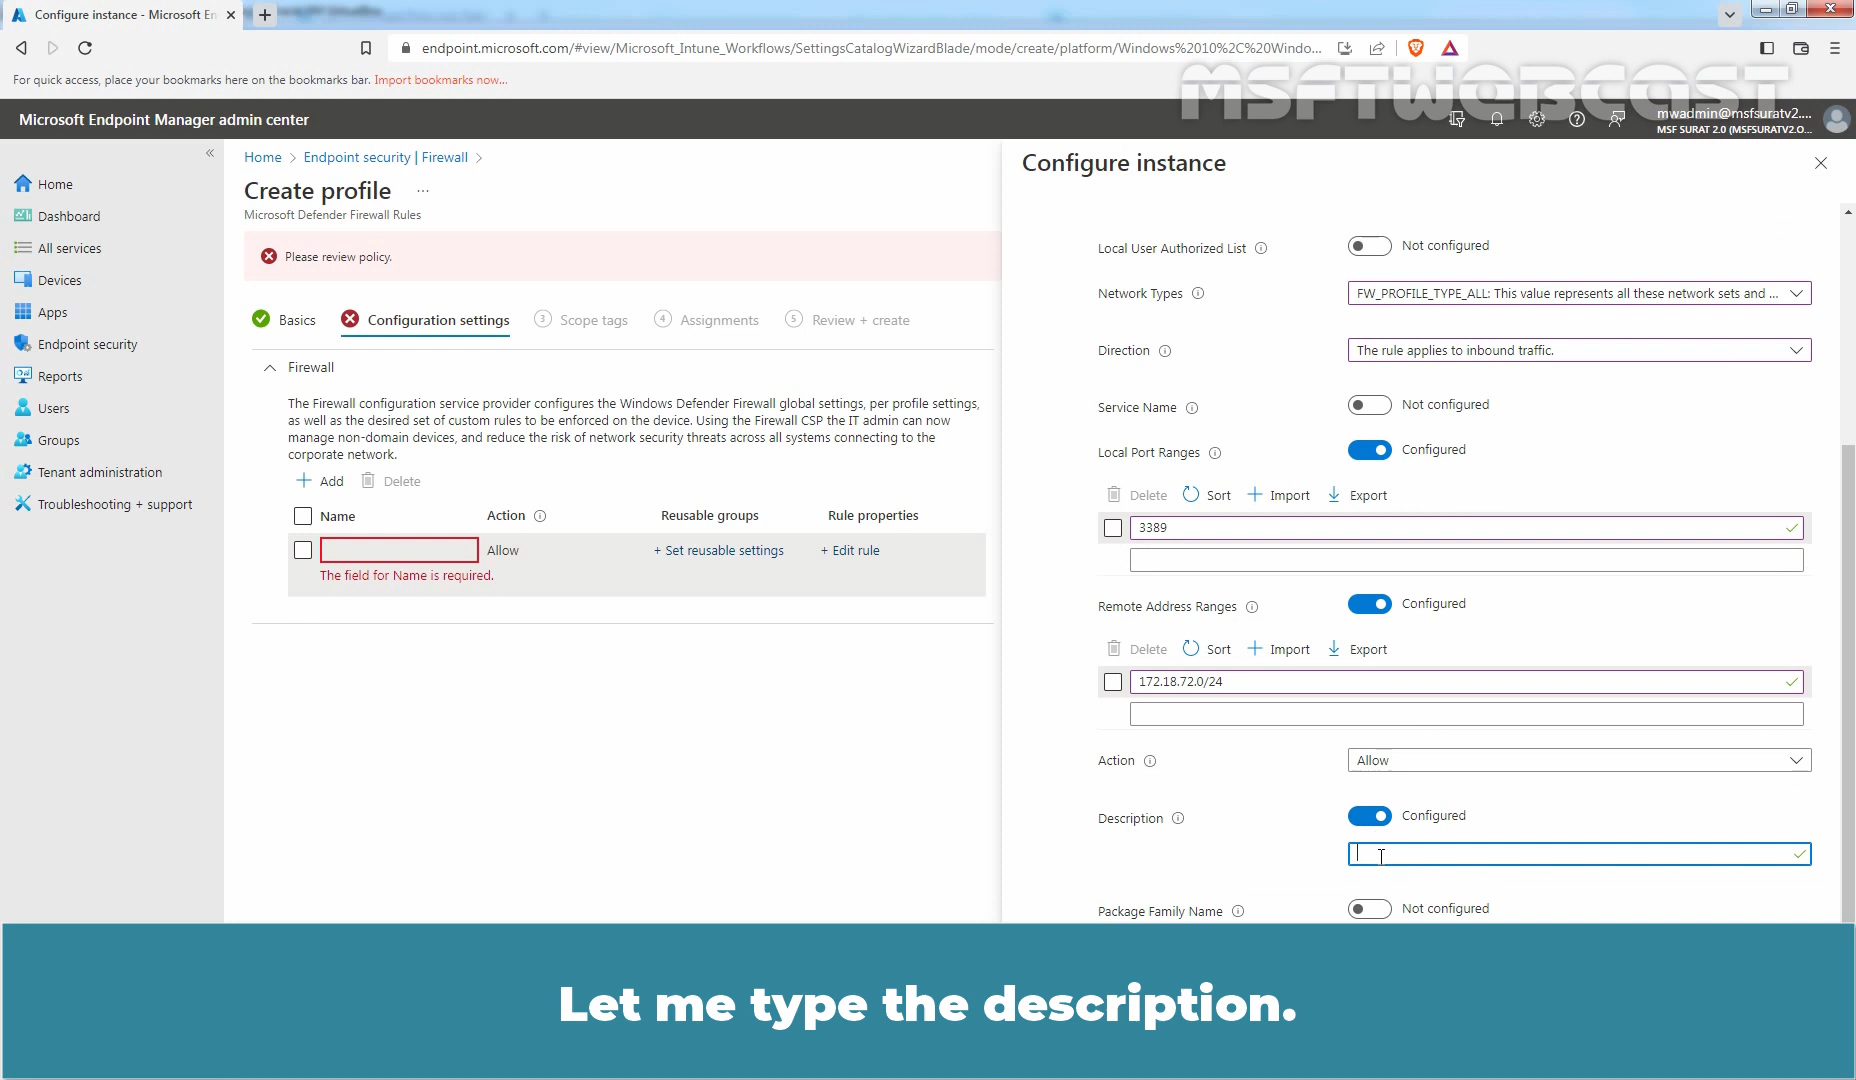 Configure instance - Microsoft En
endpoint.microsoft.com/#view/Microsoft_Intune_Workflows/SettingsCatalogWizardBlade/mode/create/platform/Windows%2010%2C%20Windo...
For quick access, place your bookmarks here on the bookmarks bar. Import bookmarks now...
MSFTWEBCAST
Microsoft Endpoint Manager admin center
mwadmin@msfsuratv2....
MSF SURAT 2.0 (MSFSURATV2.O...
Home
Dashboard
All services
Devices
Apps
Endpoint security
Reports
Users
Groups
Tenant administration
Troubleshooting + support
Home > Endpoint security | Firewall >
Create profile ...
Microsoft Defender Firewall Rules
Please review policy.
Basics
Configuration settings
3 Scope tags
4 Assignments
5 Review + create
Firewall
The Firewall configuration service provider configures the Windows Defender Firewall global settings, per profile settings,
as well as the desired set of custom rules to be enforced on the device. Using the Firewall CSP the IT admin can now
manage non-domain devices, and reduce the risk of network security threats across all systems connecting to the
corporate network.
+ Add Delete
Name Action Reusable groups Rule properties
Allow + Set reusable settings + Edit rule
The field for Name is required.
Configure instance
Local User Authorized List Not configured
Network Types FW_PROFILE_TYPE_ALL: This value represents all these network sets and ...
Direction The rule applies to inbound traffic.
Service Name Not configured
Local Port Ranges Configured
Delete Sort Import Export
3389
Remote Address Ranges Configured
Delete Sort Import Export
172.18.72.0/24
Action Allow
Description Configured
Package Family Name Not configured
Let me type the description.